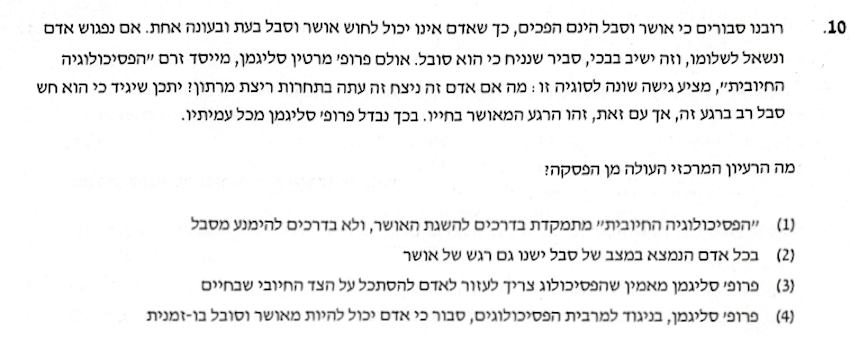 10. רובנו סבורים כי אושר וסבל הינם הפכים, כך שאדם אינו יכול לחוש אושר וסבל בעת ובעונה אחת. אם נפגוש אדם
ונשאל לשלומו, וזה ישיב בבכי, סביר שנניח כי הוא סובל. אולם פרופ׳ מרטין סליגמן, מייסד זרם ״הפסיכולוגיה
החיובית״, מציע גישה שונה לסוגיה זו: מה אם אדם זה ניצח זה עתה בתחרות ריצת מרתון? יתכן שיגיד כי הוא חש
סבל רב ברגע זה, אך עם זאת, זהו הרגע המאושר בחייו. בכך נבדל פרופ׳ סליגמן מכל עמיתיו.
מה הרעיון המרכזי העולה מן הפסקה?
(1) ״הפסיכולוגיה החיובית״ מתמקדת בדרכים להשגת האושר, ולא בדרכים להימנע מסבל
(2) בכל אדם הנמצא במצב של סבל ישנו גם רגש של אושר
(3) פרופ׳ סליגמן מאמין שהפסיכולוג צריך לעזור לאדם להסתכל על הצד החיובי שבחיים
(4) פרופ׳ סליגמן, בניגוד למרבית הפסיכולוגים, סבור כי אדם יכול להיות מאושר וסובל בו-זמנית